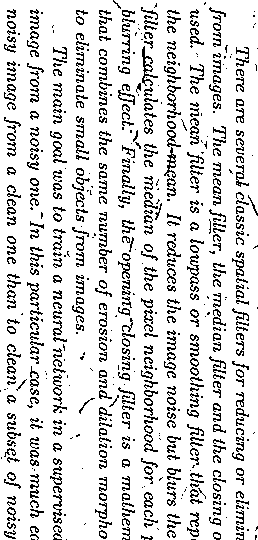 There are several classic spatial filters for reducing or elimin
from images. The mean filter, the median filter and the closing o
used. The mean filter is a lowpass or smoothing filter that repl
the neighborhood mean. It reduces the image noise but blurs the
filter calculates the median of the pixel neighborhood for each p
blurring effect. Finally, the opening closing filter is a mathem
that combines the same number of erosion and dilation morpho
to eliminate small objects from images.
The main goal was to train a neural network in a supervised
image from a noisy one. In this particular case, it was much ea
noisy image from a clean one than to clean a subset of noisy